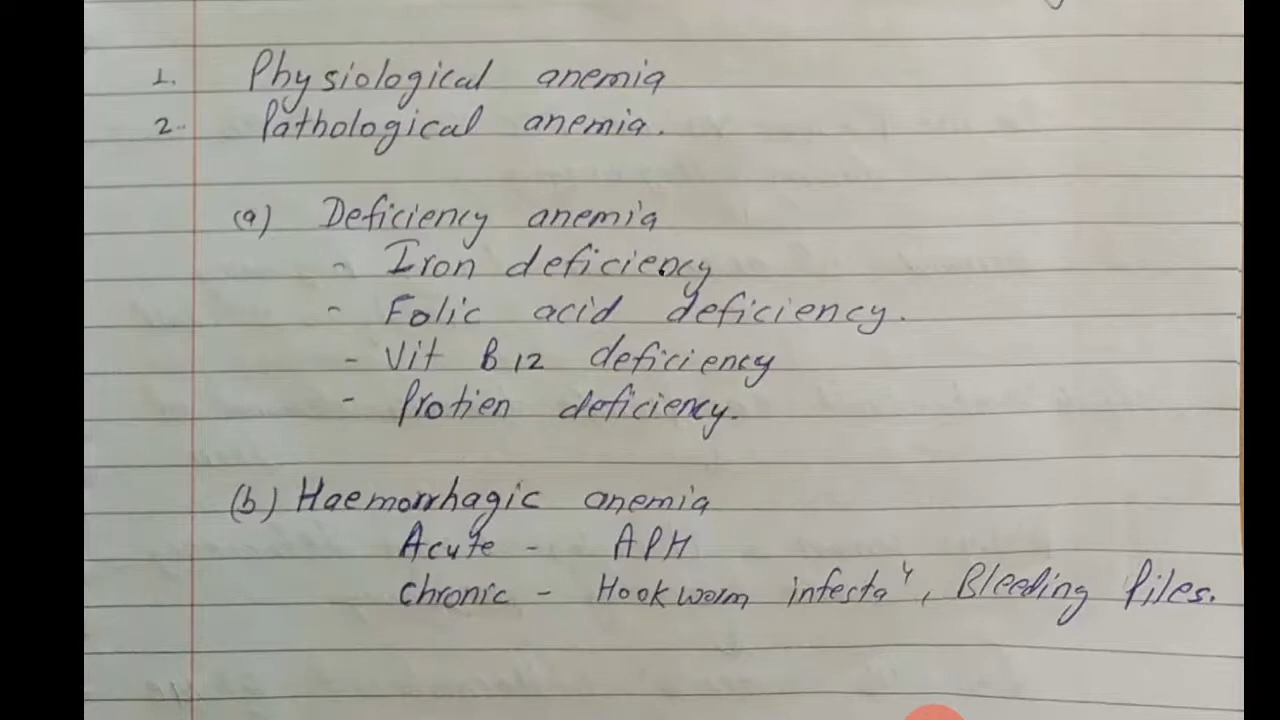 1. Physiological anemia
2. Pathological anemia.
(a) Deficiency anemia
- Iron deficiency
- Folic acid deficiency.
- Vit B12 deficiency
- Protien deficiency.
(b) Haemorrhagic anemia
Acute - APH
Chronic - Hookworm infestaⁿ, Bleeding Piles.